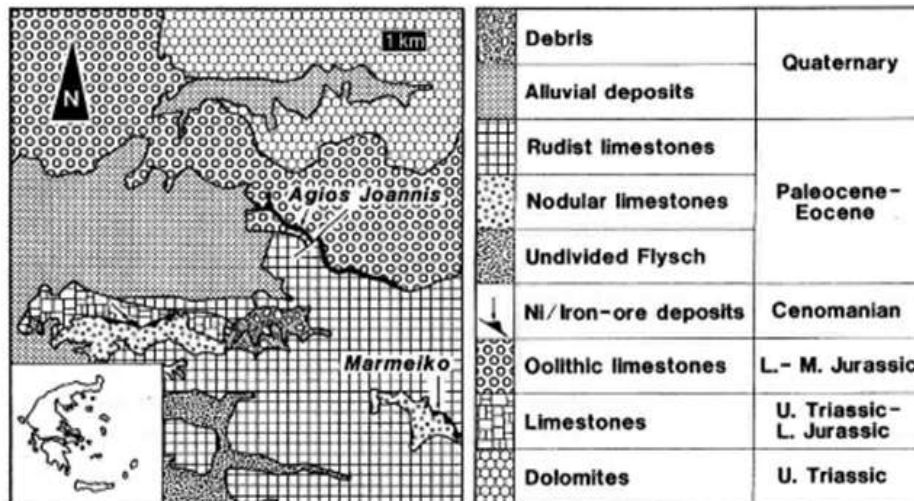 1 km
N
Agios Joannis
Marmeiko
Debris
Alluvial deposits
Quaternary
Rudist limestones
Nodular limestones
Undivided Flysch
Paleocene-
Eocene
Ni/Iron-ore deposits
Cenomanian
Oolithic limestones
L.- M. Jurassic
Limestones
U. Triassic-
L. Jurassic
Dolomites
U. Triassic